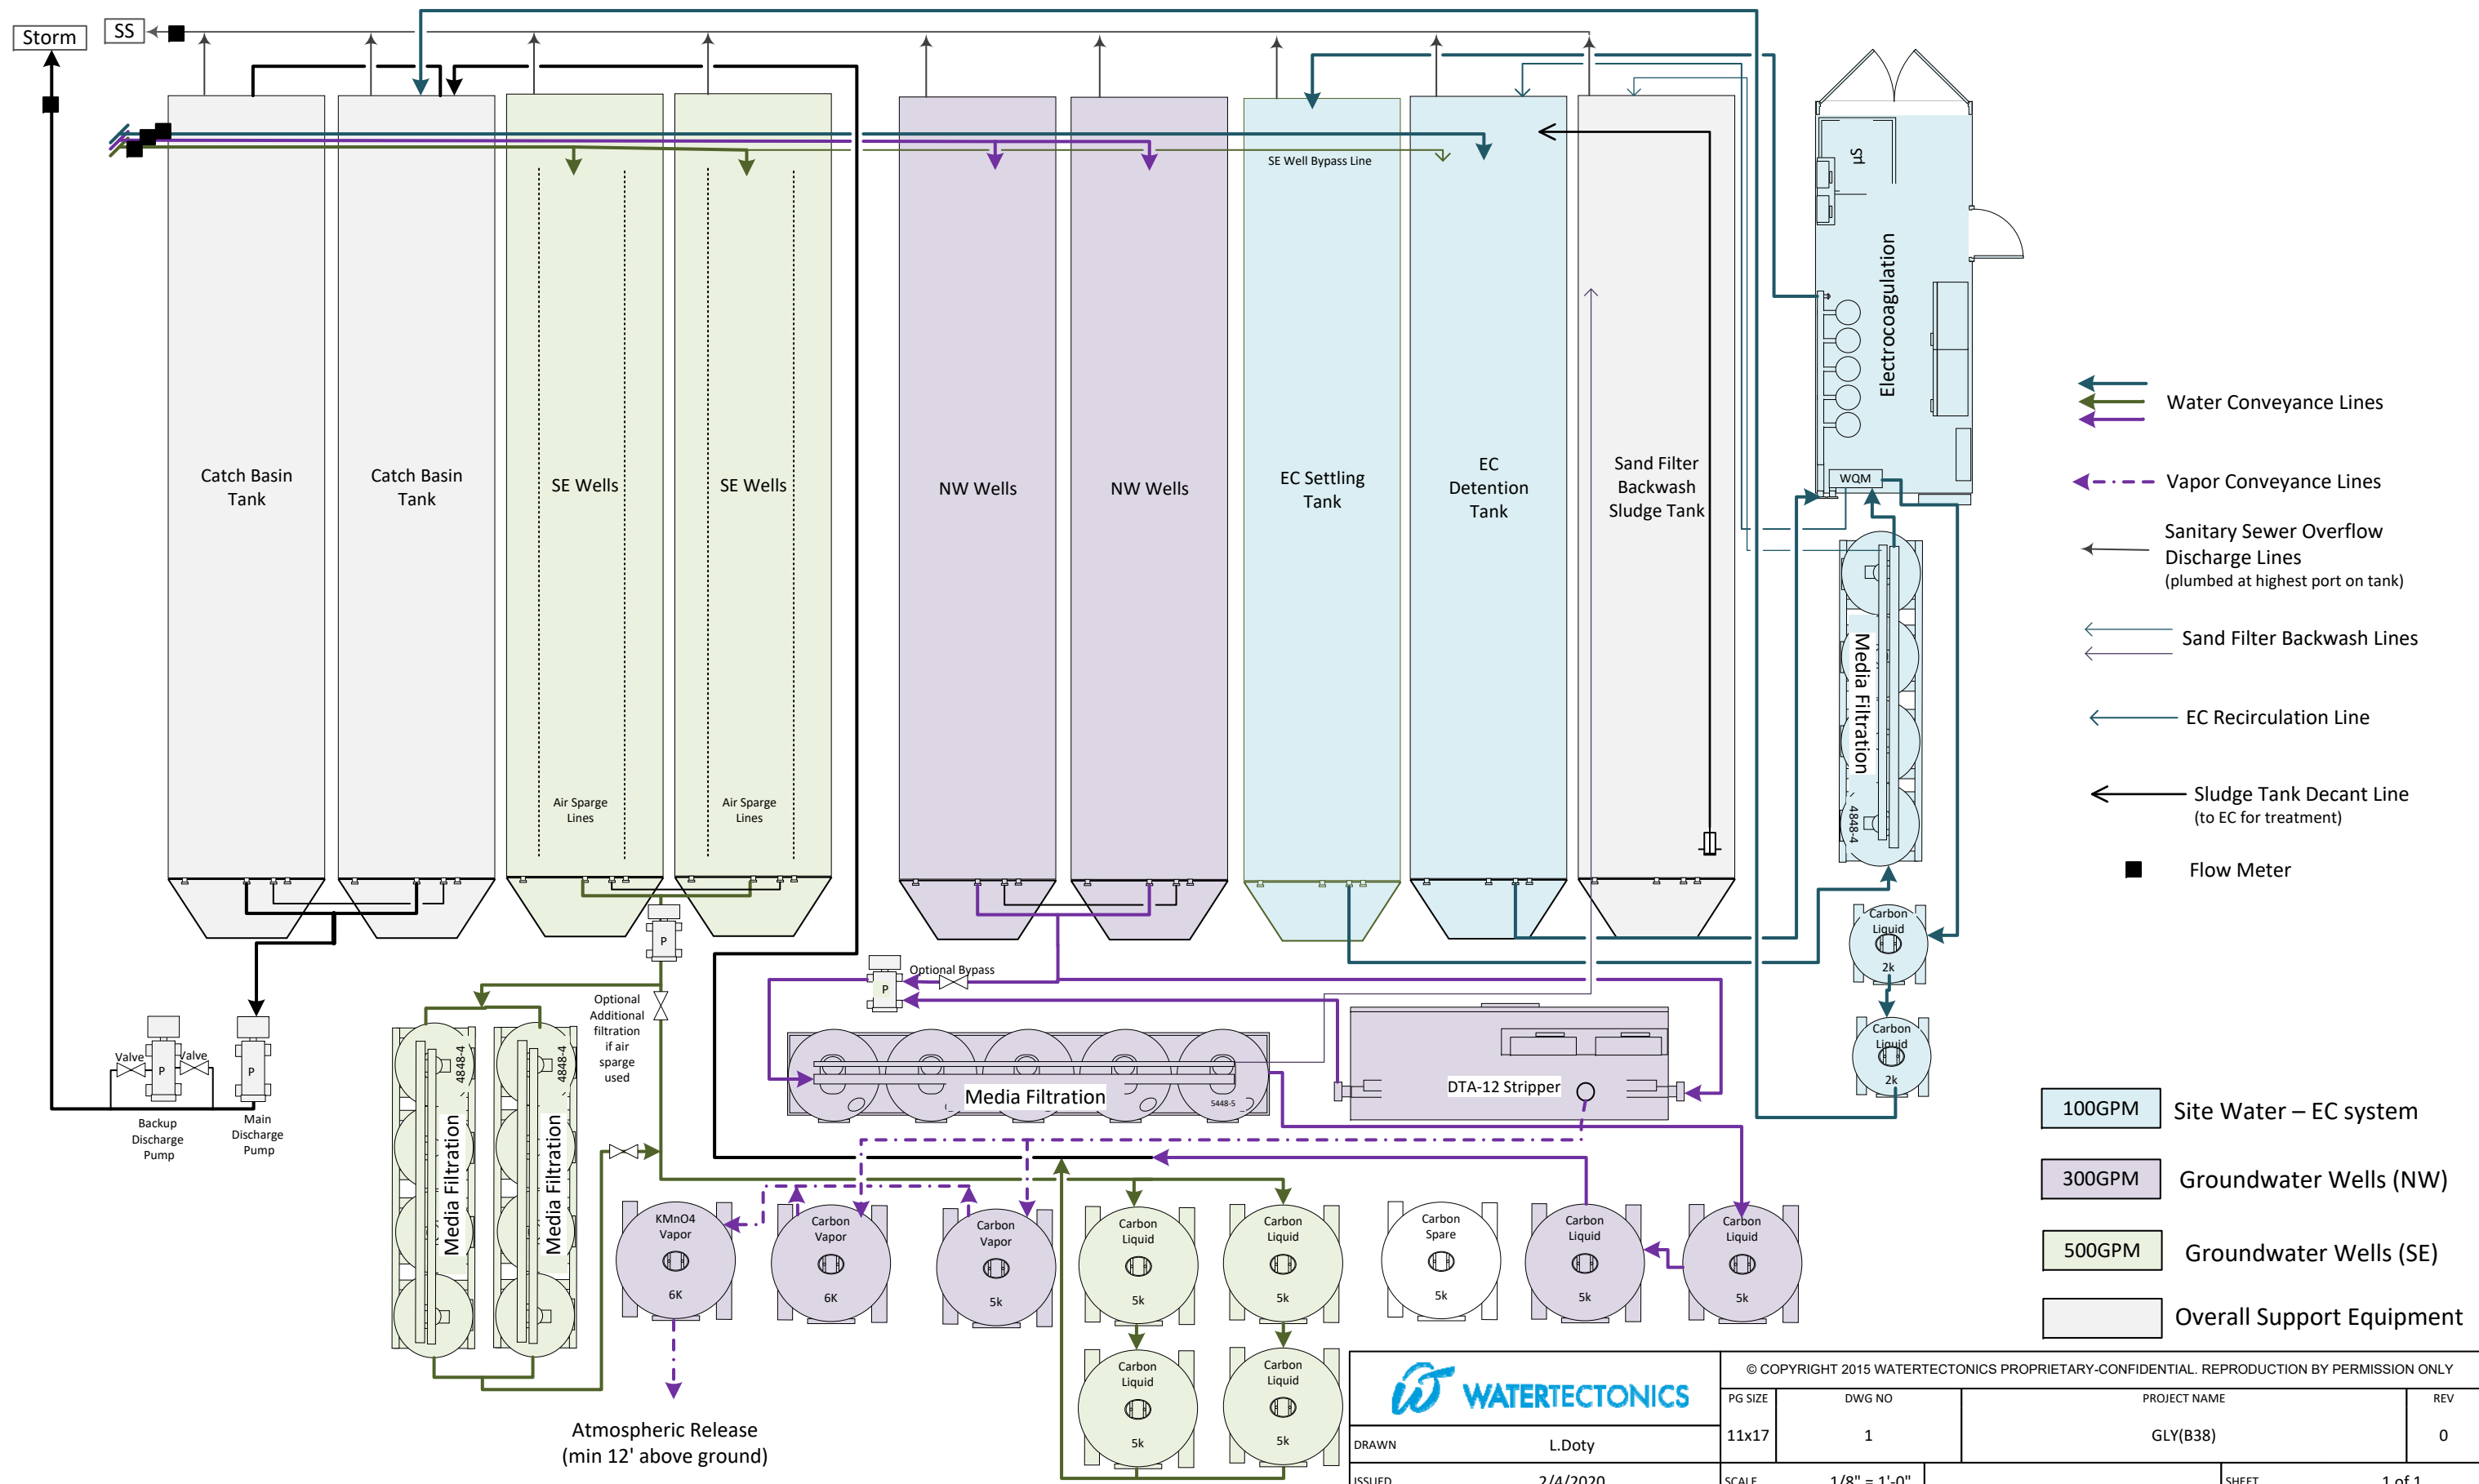 Storm
SS
SE Well Bypass Line
Catch Basin
Tank
Catch Basin
Tank
SE Wells
SE Wells
NW Wells
NW Wells
EC Settling
Tank
EC
Detention
Tank
Sand Filter
Backwash
Sludge Tank
Air Sparge
Lines
Air Sparge
Lines
µS
Electrocoagulation
WQM
Media Filtration
4848-4
Carbon
Liquid
2k
Carbon
Liquid
2k
Water Conveyance Lines
Vapor Conveyance Lines
Sanitary Sewer Overflow
Discharge Lines
(plumbed at highest port on tank)
Sand Filter Backwash Lines
EC Recirculation Line
Sludge Tank Decant Line
(to EC for treatment)
Flow Meter
P
Optional Bypass
P
Optional
Additional
filtration
if air
sparge
used
Valve
Valve
P
P
Backup
Discharge
Pump
Main
Discharge
Pump
4848-4
4848-4
Media Filtration
Media Filtration
Media Filtration
5448-5
DTA-12 Stripper
KMnO4
Vapor
6K
Carbon
Vapor
6K
Carbon
Vapor
5k
Carbon
Liquid
5k
Carbon
Liquid
5k
Carbon
Spare
5k
Carbon
Liquid
5k
Carbon
Liquid
5k
Carbon
Liquid
5k
Carbon
Liquid
5k
Atmospheric Release
(min 12' above ground)
100GPM Site Water – EC system
300GPM Groundwater Wells (NW)
500GPM Groundwater Wells (SE)
Overall Support Equipment
WATERTECTONICS
© COPYRIGHT 2015 WATERTECTONICS PROPRIETARY-CONFIDENTIAL. REPRODUCTION BY PERMISSION ONLY
PG SIZE DWG NO PROJECT NAME REV
11x17 1 GLY(B38) 0
DRAWN L.Doty
ISSUED 2/4/2020 SCALE 1/8" = 1'-0" SHEET 1 of 1